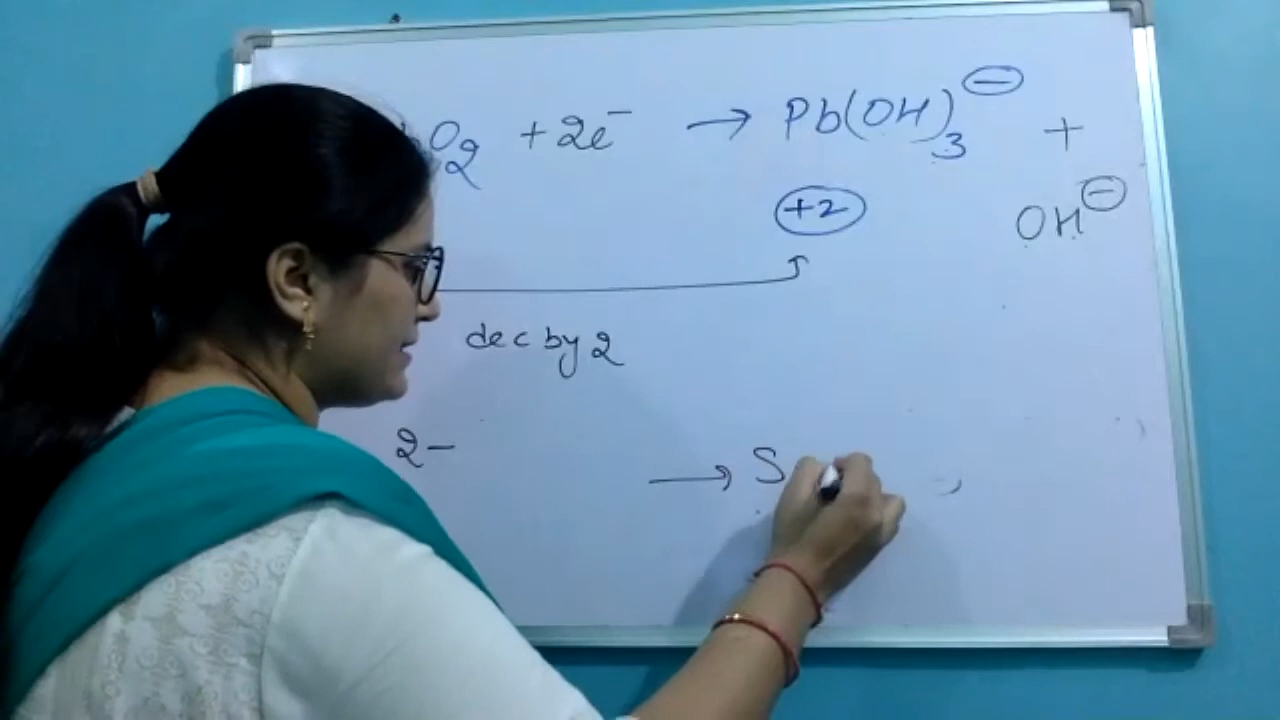 O₂ + 2e⁻ → Pb(OH)₃⁻ +
+2 OH⁻
dec by 2
2− → S